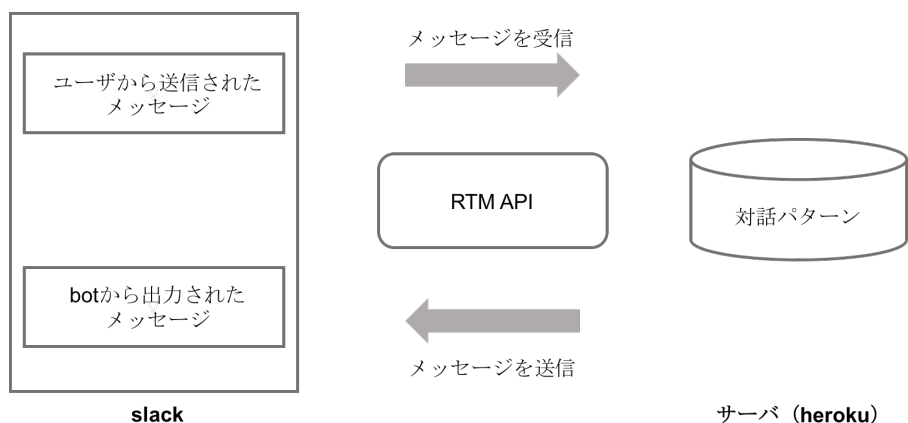 メッセージを受信
ユーザから送信された
メッセージ
RTM API
対話パターン
botから出力された
メッセージ
メッセージを送信
slack
サーバ（heroku）